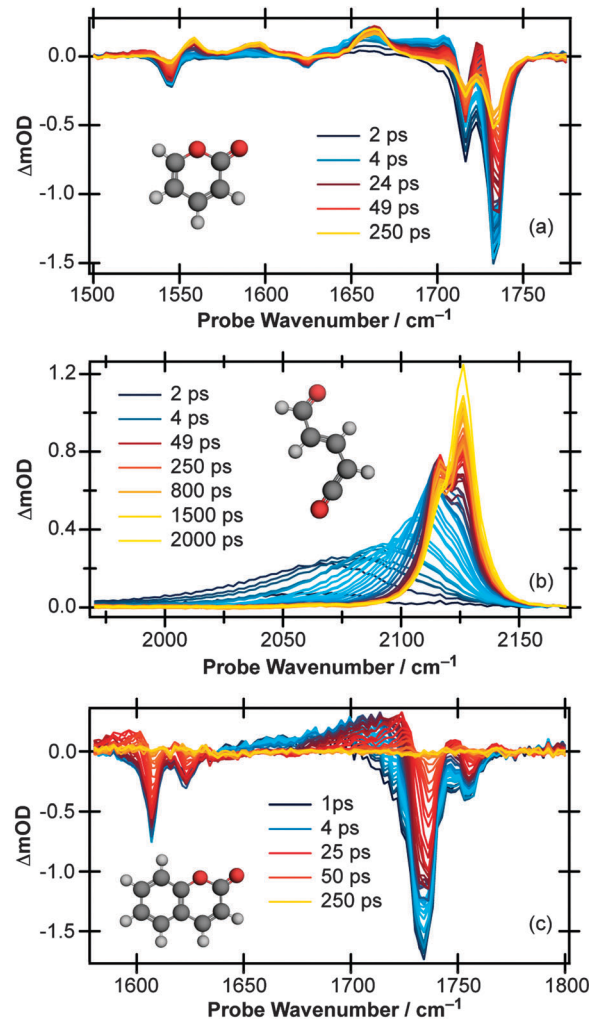 0.0
-0.5
-1.0
-1.5
ΔmOD
2 ps
4 ps
24 ps
49 ps
250 ps
(a)
1500 1550 1600 1650 1700 1750
Probe Wavenumber / cm⁻¹
1.2
0.8
0.4
0.0
ΔmOD
2 ps
4 ps
49 ps
250 ps
800 ps
1500 ps
2000 ps
(b)
2000 2050 2100 2150
Probe Wavenumber / cm⁻¹
0.0
-0.5
-1.0
-1.5
ΔmOD
1ps
4 ps
25 ps
50 ps
250 ps
(c)
1600 1650 1700 1750 1800
Probe Wavenumber / cm⁻¹